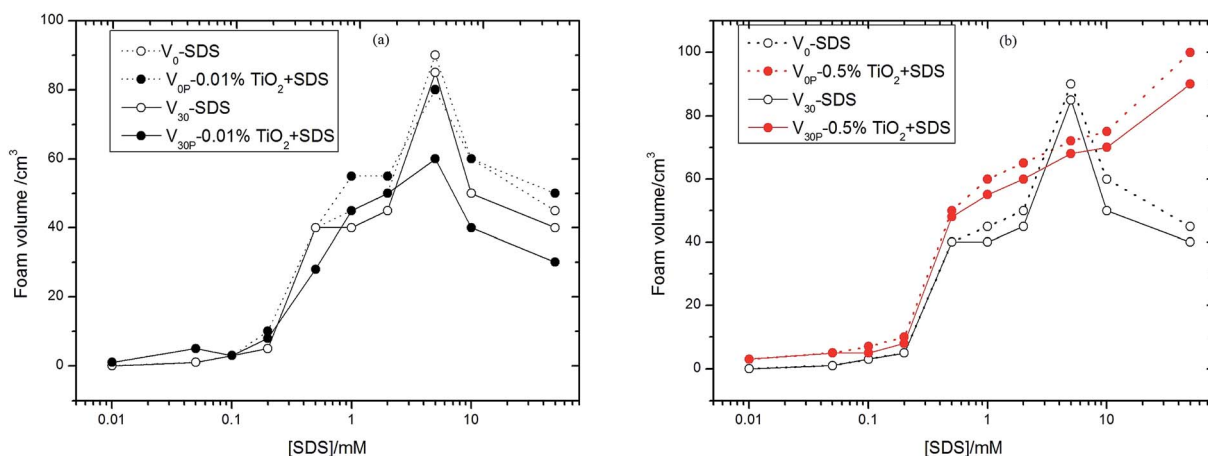 (a)
V0-SDS
V0P-0.01% TiO2+SDS
V30-SDS
V30P-0.01% TiO2+SDS
Foam volume /cm3
100
80
60
40
20
0
0.01
0.1
1
10
[SDS]/mM
(b)
V0-SDS
V0P-0.5% TiO2+SDS
V30-SDS
V30P-0.5% TiO2+SDS
Foam volume/cm3
100
80
60
40
20
0
0.01
0.1
1
10
[SDS]/mM